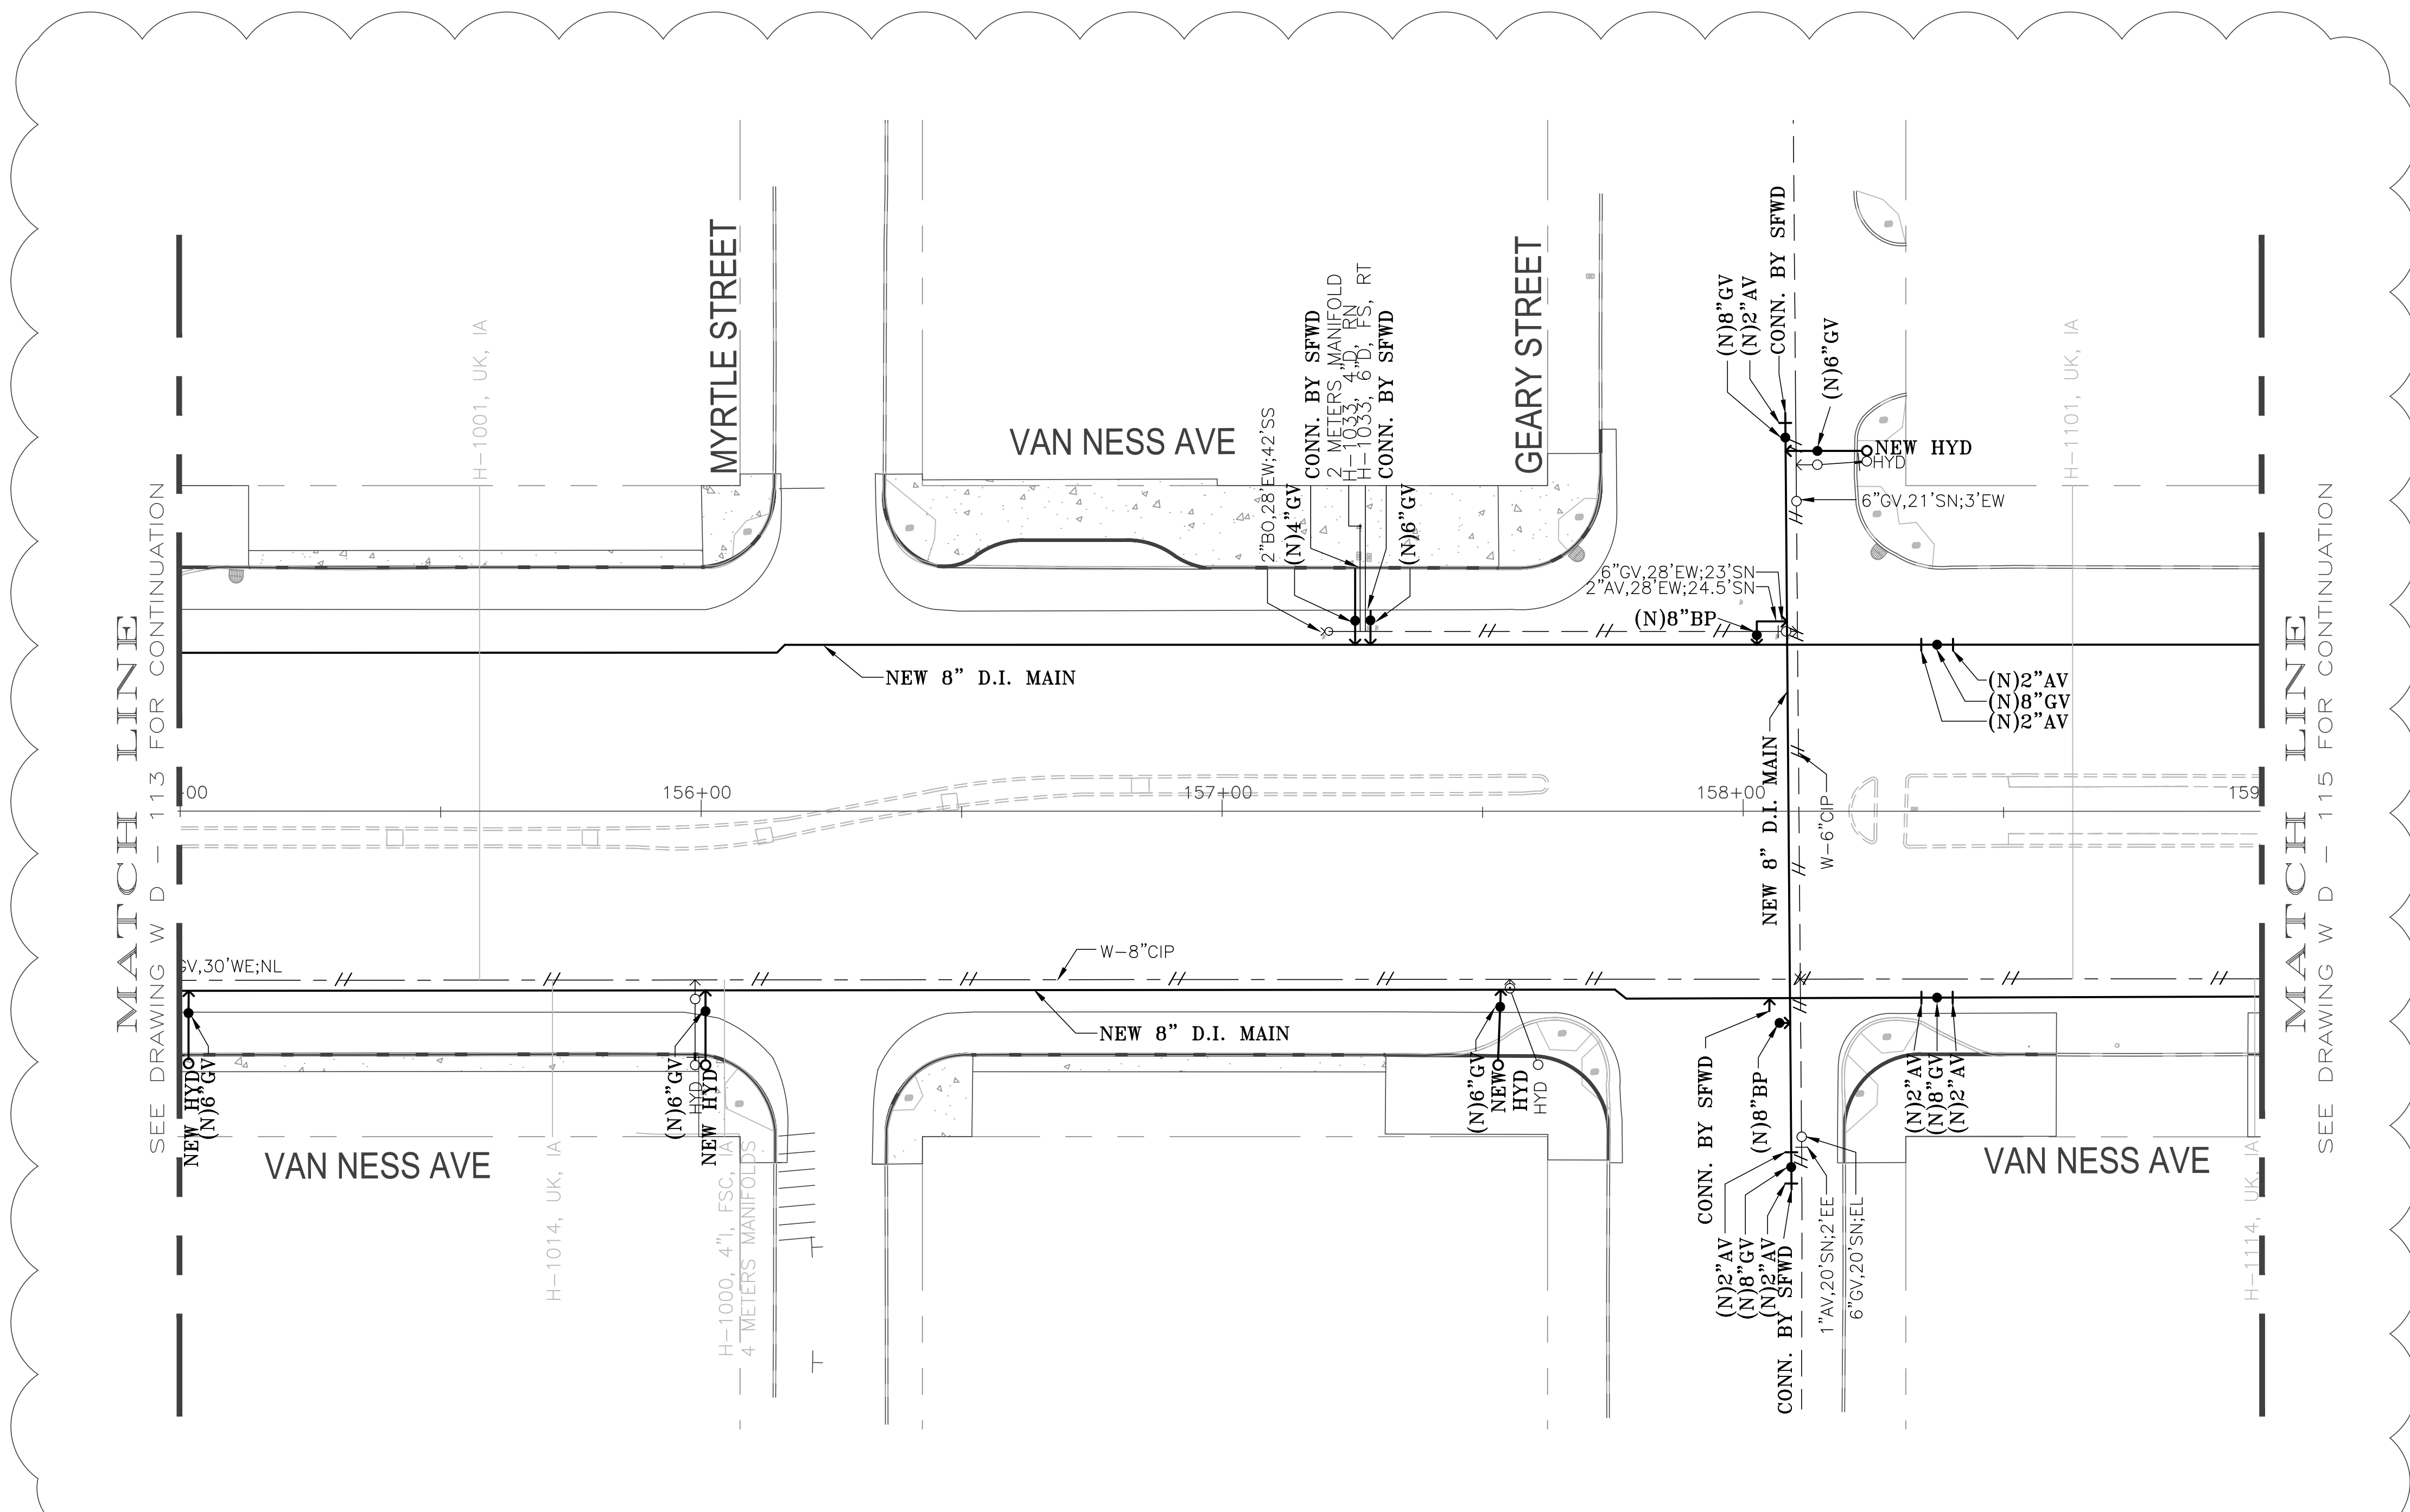 MATCH LINE
SEE DRAWING W D - 113 FOR CONTINUATION
H-1001, UK, IA
MYRTLE STREET
VAN NESS AVE
2"BO,28'EW;42'SS
(N)4"GV
CONN. BY SFWD
2 METERS MANIFOLD
H-1033, 4"D, RN
H-1033, 6"D, FS, RT
CONN. BY SFWD
(N)6"GV
GEARY STREET
(N)8"GV
(N)2"AV
CONN. BY SFWD
(N)6"GV
NEW HYD
HYD
6"GV,21'SN;3'EW
H-1101, UK, IA
6"GV,28'EW;23'SN
2"AV,28'EW;24.5'SN
(N)8"BP
NEW 8" D.I. MAIN
(N)2"AV
(N)8"GV
(N)2"AV
NEW 8" D.I. MAIN
W-6"CIP
00
156+00
157+00
158+00
159
GV,30'WE;NL
W-8"CIP
NEW 8" D.I. MAIN
NEW HYD
(N)6"GV
(N)6"GV
HYD
NEW HYD
(N)6"GV
NEW
HYD
HYD
CONN. BY SFWD
(N)8"BP
(N)2"AV
(N)8"GV
(N)2"AV
VAN NESS AVE
H-1014, UK, IA
H-1000, 4"I, FSC, IA
4 METERS MANIFOLDS
(N)2"AV
(N)8"GV
(N)2"AV
CONN. BY SFWD
1"AV,20'SN;2'EE
6"GV,20'SN;EL
VAN NESS AVE
H-1114, UK, IA
MATCH LINE
SEE DRAWING W D - 115 FOR CONTINUATION